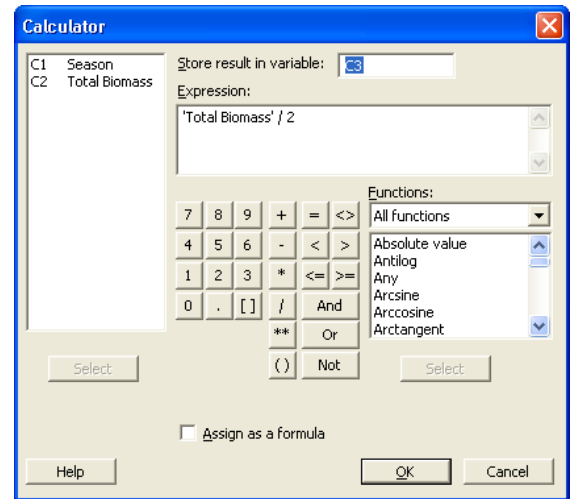 Calculator
C1 Season
C2 Total Biomass
Store result in variable: C3
Expression:
'Total Biomass' / 2
Functions:
All functions
Absolute value
Antilog
Any
Arcsine
Arccosine
Arctangent
7 8 9 + = <>
4 5 6 - < >
1 2 3 * <= >=
0 . [ ] / And
** Or
( ) Not
Select
Select
Assign as a formula
Help
OK
Cancel